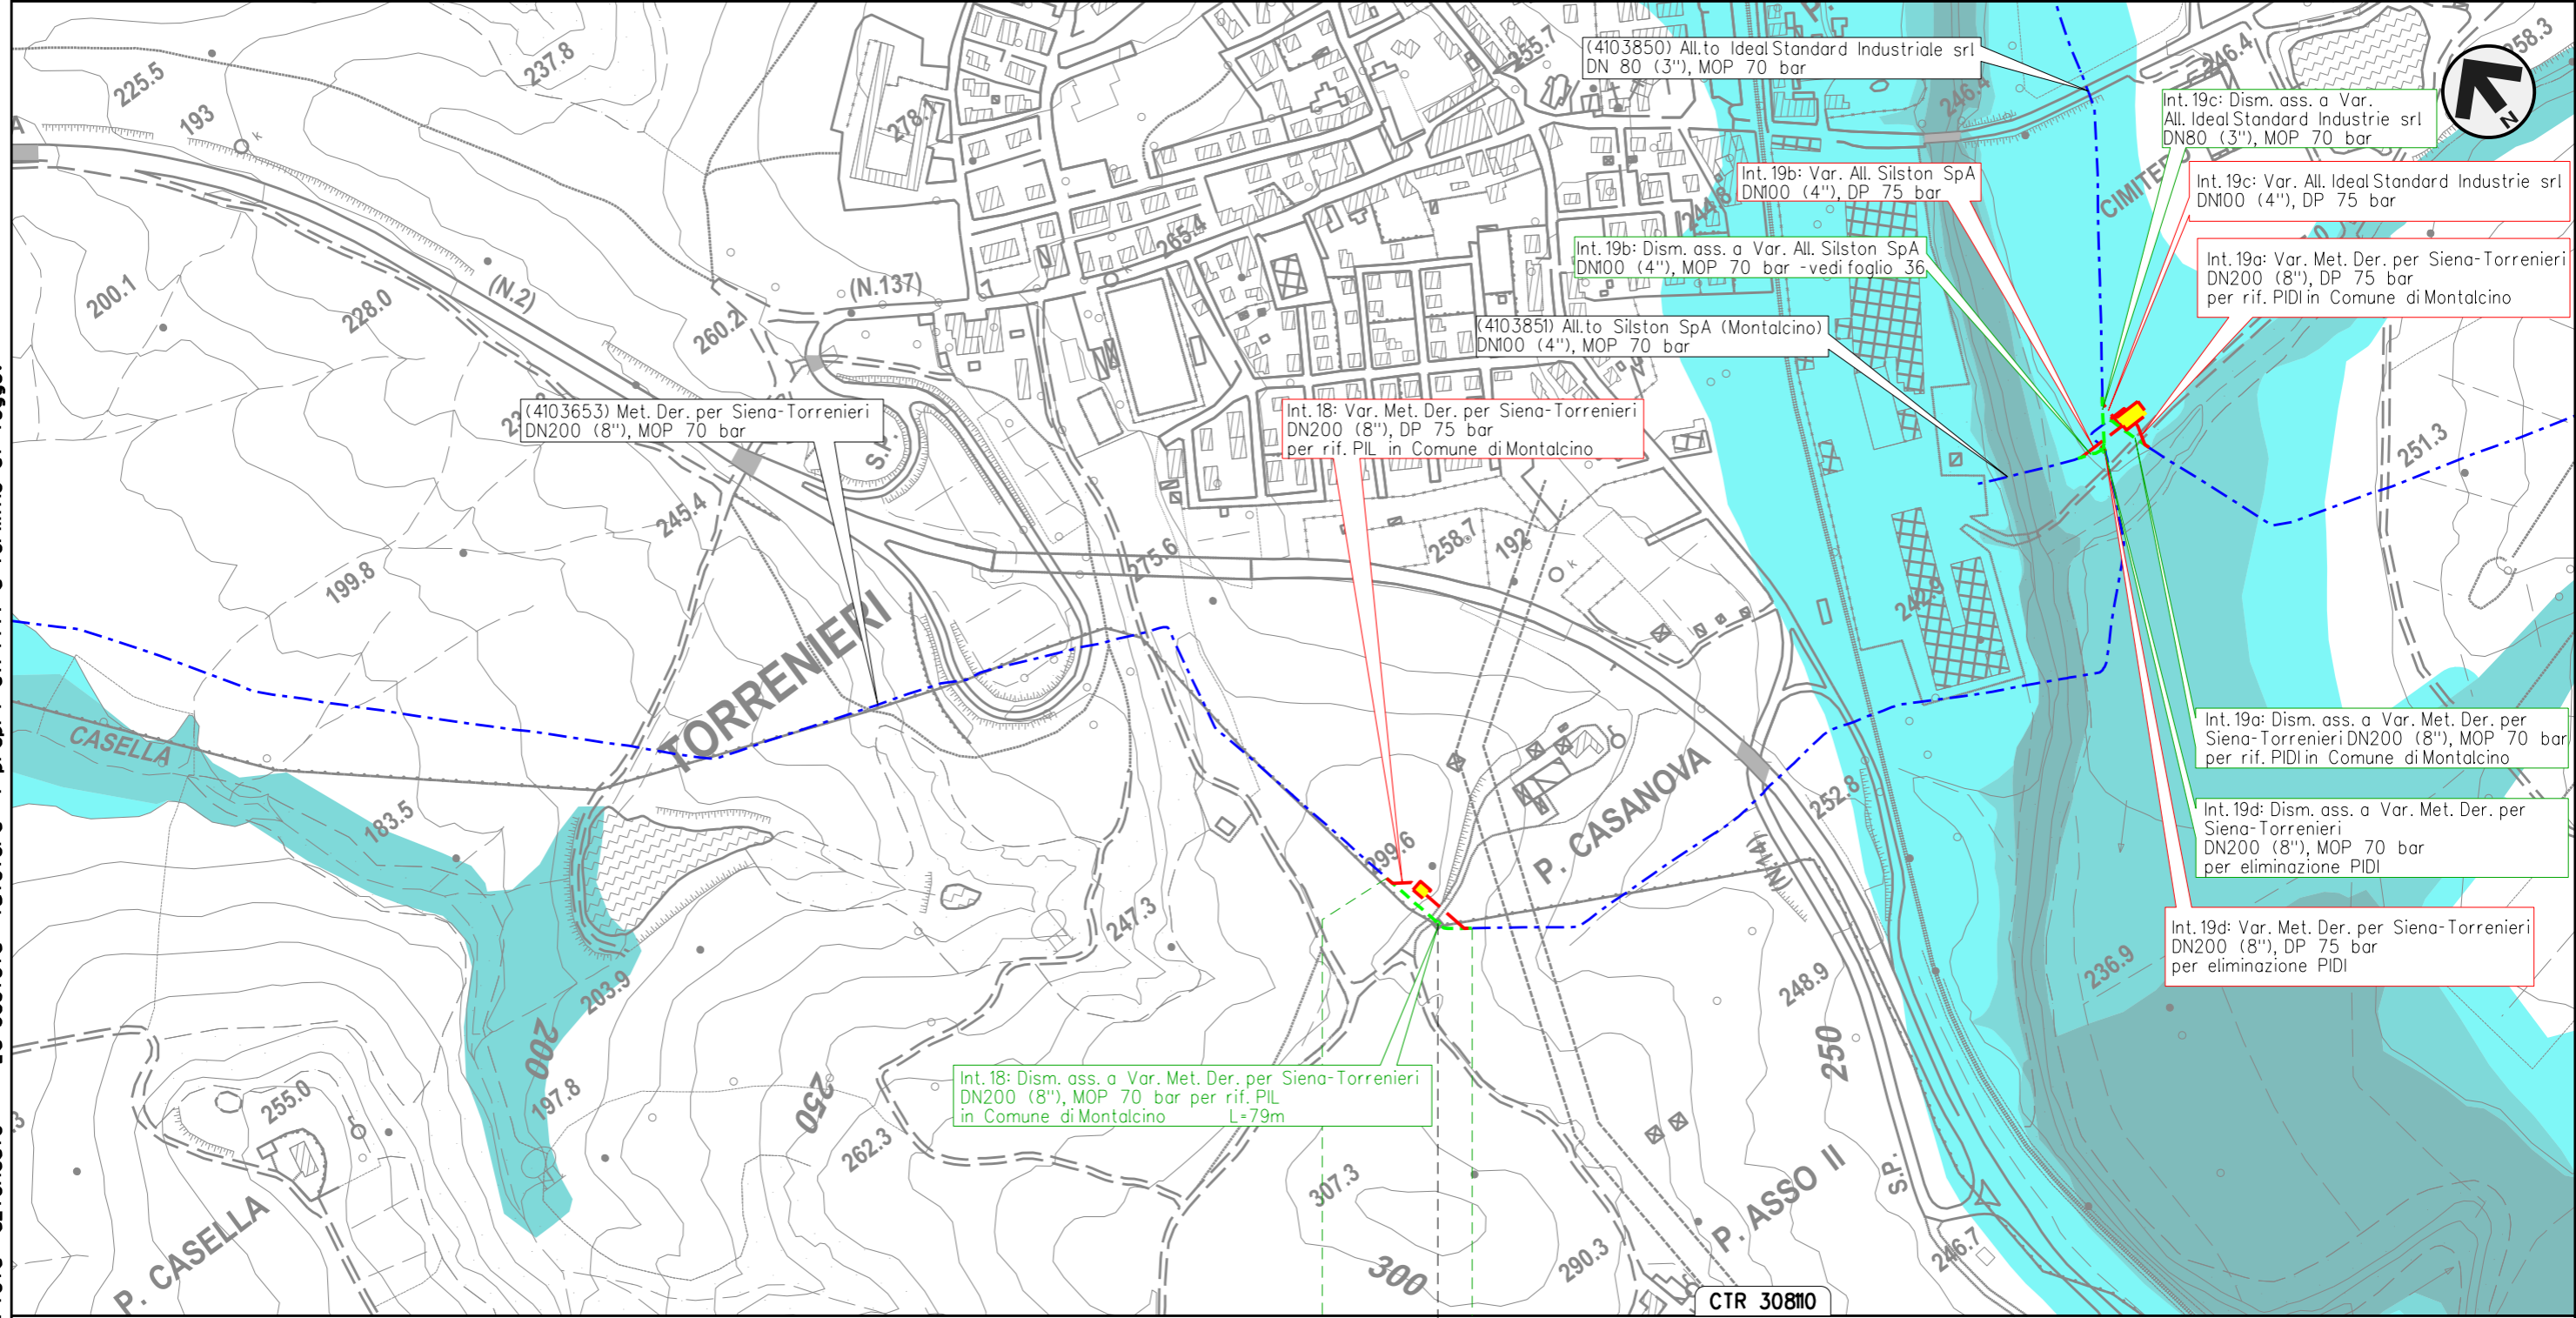 (4103850) All.to Ideal Standard Industriale srl
DN 80 (3"), MOP 70 bar
Int. 19c: Dism. ass. a Var.
All. Ideal Standard Industrie srl
DN80 (3"), MOP 70 bar
N
Int. 19b: Var. All. Silston SpA
DN100 (4"), DP 75 bar
Int. 19c: Var. All. Ideal Standard Industrie srl
DN100 (4"), DP 75 bar
Int. 19b: Dism. ass. a Var. All. Silston SpA
DN100 (4"), MOP 70 bar -vedi foglio 36
Int. 19a: Var. Met. Der. per Siena-Torrenieri
DN200 (8"), DP 75 bar
per rif. PIDI in Comune di Montalcino
(4103851) All.to Silston SpA (Montalcino)
DN100 (4"), MOP 70 bar
(4103653) Met. Der. per Siena-Torrenieri
DN200 (8"), MOP 70 bar
Int. 18: Var. Met. Der. per Siena-Torrenieri
DN200 (8"), DP 75 bar
per rif. PIL in Comune di Montalcino
Int. 19a: Dism. ass. a Var. Met. Der. per
Siena-Torrenieri DN200 (8"), MOP 70 bar
per rif. PIDI in Comune di Montalcino
Int. 19d: Dism. ass. a Var. Met. Der. per
Siena-Torrenieri
DN200 (8"), MOP 70 bar
per eliminazione PIDI
Int. 19d: Var. Met. Der. per Siena-Torrenieri
DN200 (8"), DP 75 bar
per eliminazione PIDI
Int. 18: Dism. ass. a Var. Met. Der. per Siena-Torrenieri
DN200 (8"), MOP 70 bar per rif. PIL
in Comune di Montalcino L=79m
225.5
193
k
237.8
278.1
255.7
246.4
246.4
258.3
CIMITERO
200.1
228.0
(N.2)
260.2
(N.137)
265.4
k
244.8
S.P.
245.4
199.8
275.6
258.7
192
k
242.9
251.3
TORRENIERI
CASELLA
183.5
P. CASANOVA
252.8
(N.14)
299.6
247.3
203.9
200
197.8
250
262.3
255.0
P. CASELLA
307.3
300
290.3
248.9
250
236.9
P. ASSO II
S.P.
246.7
CTR 308110